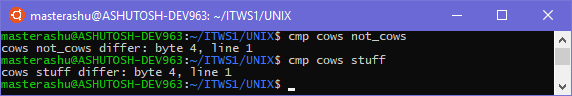 masterashu@ASHUTOSH-DEV963: ~/ITWS1/UNIX
masterashu@ASHUTOSH-DEV963:~/ITWS1/UNIX$ cmp cows not_cows
cows not_cows differ: byte 4, line 1
masterashu@ASHUTOSH-DEV963:~/ITWS1/UNIX$ cmp cows stuff
cows stuff differ: byte 4, line 1
masterashu@ASHUTOSH-DEV963:~/ITWS1/UNIX$